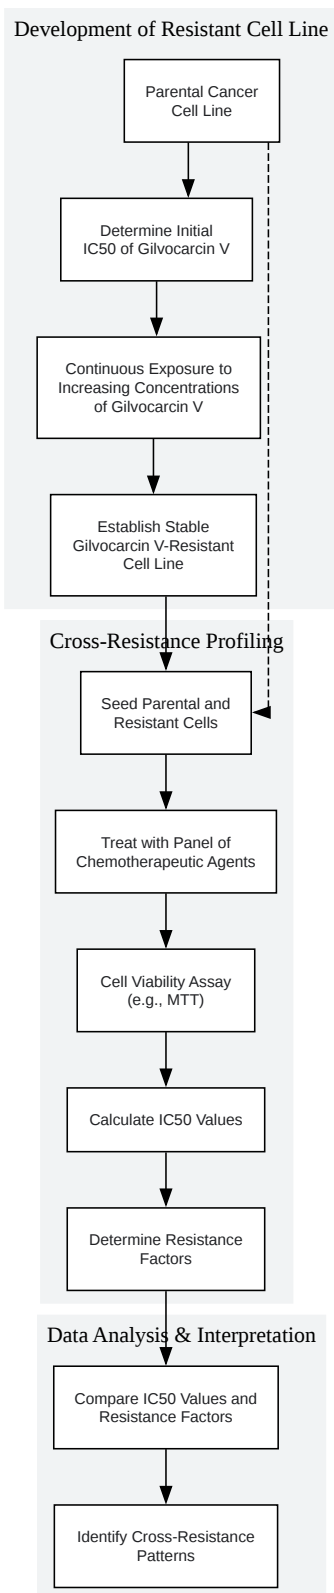 Development of Resistant Cell Line
Parental Cancer
Cell Line
Determine Initial
IC50 of Gilvocarcin V
Continuous Exposure to
Increasing Concentrations
of Gilvocarcin V
Establish Stable
Gilvocarcin V-Resistant
Cell Line
Cross-Resistance Profiling
Seed Parental and
Resistant Cells
Treat with Panel of
Chemotherapeutic Agents
Cell Viability Assay
(e.g., MTT)
Calculate IC50 Values
Determine Resistance
Factors
Data Analysis & Interpretation
Compare IC50 Values and
Resistance Factors
Identify Cross-Resistance
Patterns